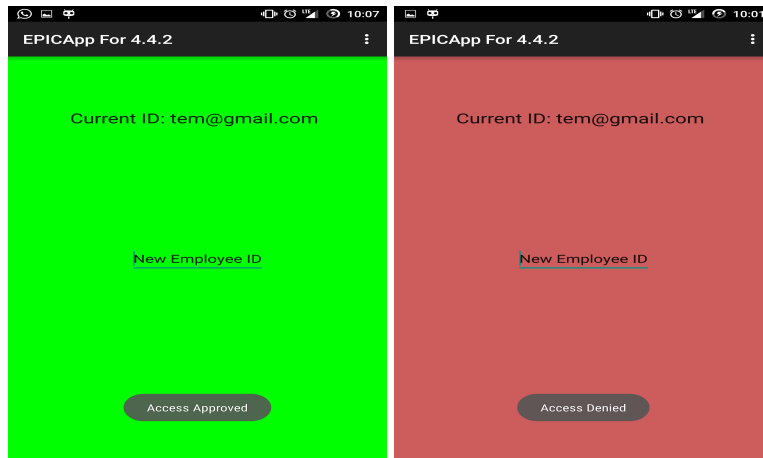 10:07
EPICApp For 4.4.2
Current ID: tem@gmail.com
New Employee ID
Access Approved
LTE
10:01
EPICApp For 4.4.2
Current ID: tem@gmail.com
New Employee ID
Access Denied